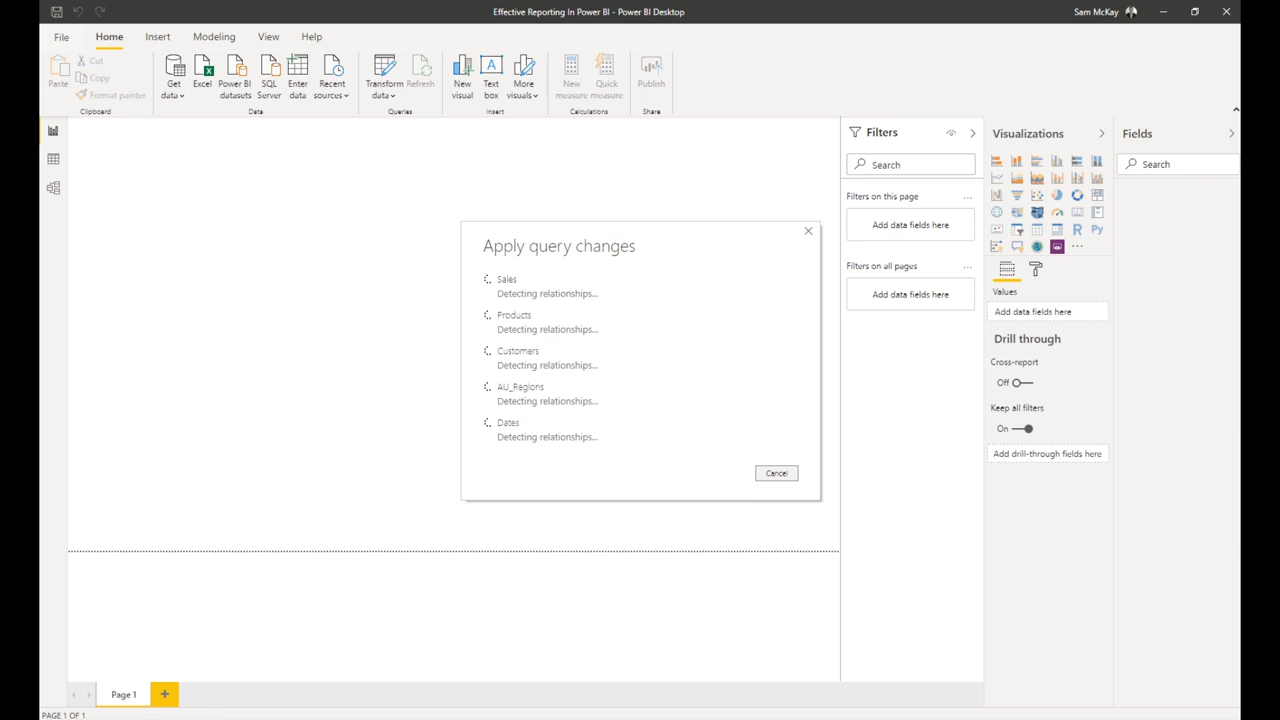 Effective Reporting In Power BI - Power BI Desktop
Sam McKay
File Home Insert Modeling View Help
Paste
Cut
Copy
Format painter
Clipboard
Get data
Excel
Power BI datasets
SQL Server
Enter data
Recent sources
Data
Transform data
Refresh
Queries
New visual
A
Text box
More visuals
Insert
New measure
Quick measure
Calculations
Publish
Share
Filters
Search
Filters on this page
...
Add data fields here
Filters on all pages
...
Add data fields here
Visualizations
R
Py
...
Values
Add data fields here
Drill through
Cross-report
Off
Keep all filters
On
Add drill-through fields here
Fields
Search
Apply query changes
Sales
Detecting relationships...
Products
Detecting relationships...
Customers
Detecting relationships...
AU_Regions
Detecting relationships...
Dates
Detecting relationships...
Cancel
Page 1
+
PAGE 1 OF 1